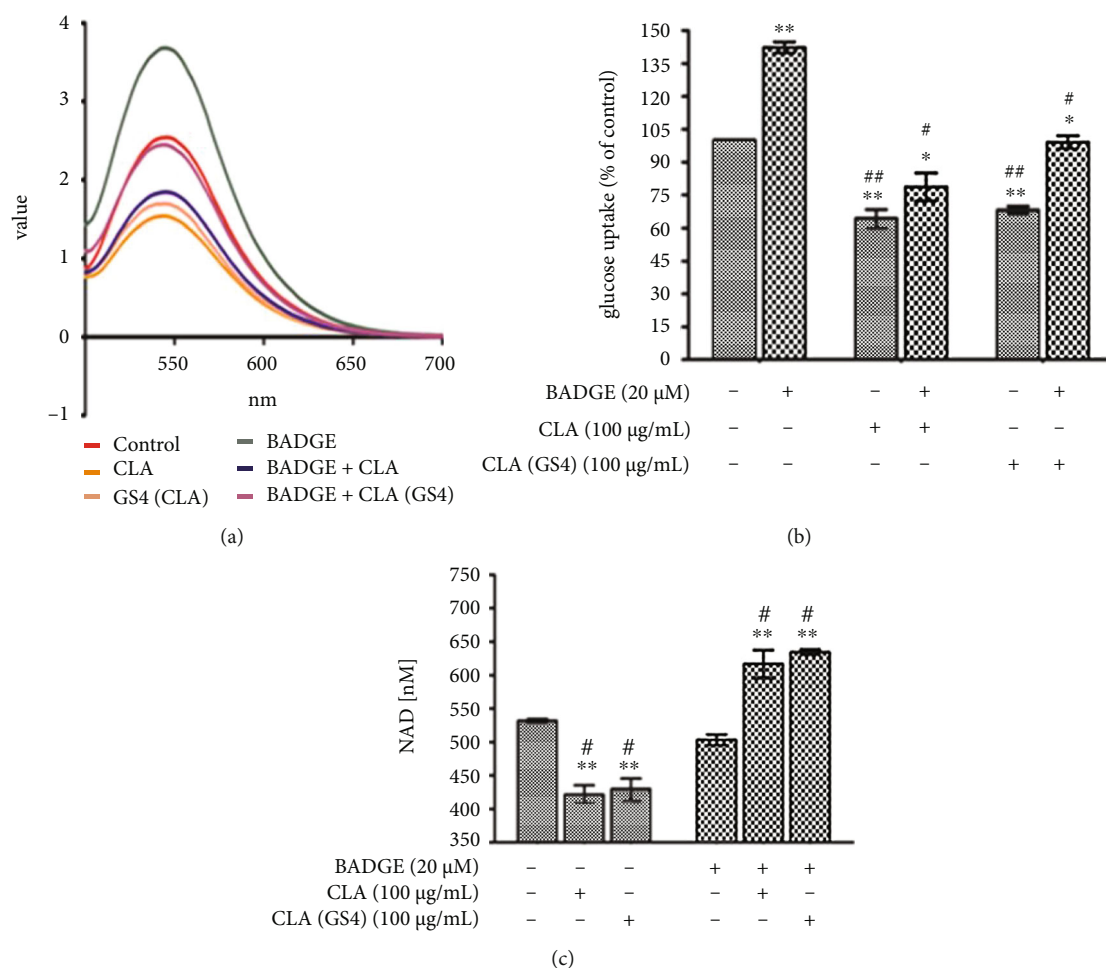 4
3
2
1
0
−1
value
550
600
650
700
nm
Control
CLA
GS4 (CLA)
BADGE
BADGE + CLA
BADGE + CLA (GS4)
(a)
150
135
120
105
90
75
60
45
30
15
0
glucose uptake (% of control)
**
##
**
#
*
##
**
#
*
BADGE (20 μM) − + − + − +
CLA (100 μg/mL) − − + + − −
CLA (GS4) (100 μg/mL) − − − − + +
(b)
750
700
650
600
550
500
450
400
350
NAD [nM]
#
**
#
**
#
**
#
**
BADGE (20 μM) − − − + + +
CLA (100 μg/mL) − + − − + −
CLA (GS4) (100 μg/mL) − − + − − +
(c)